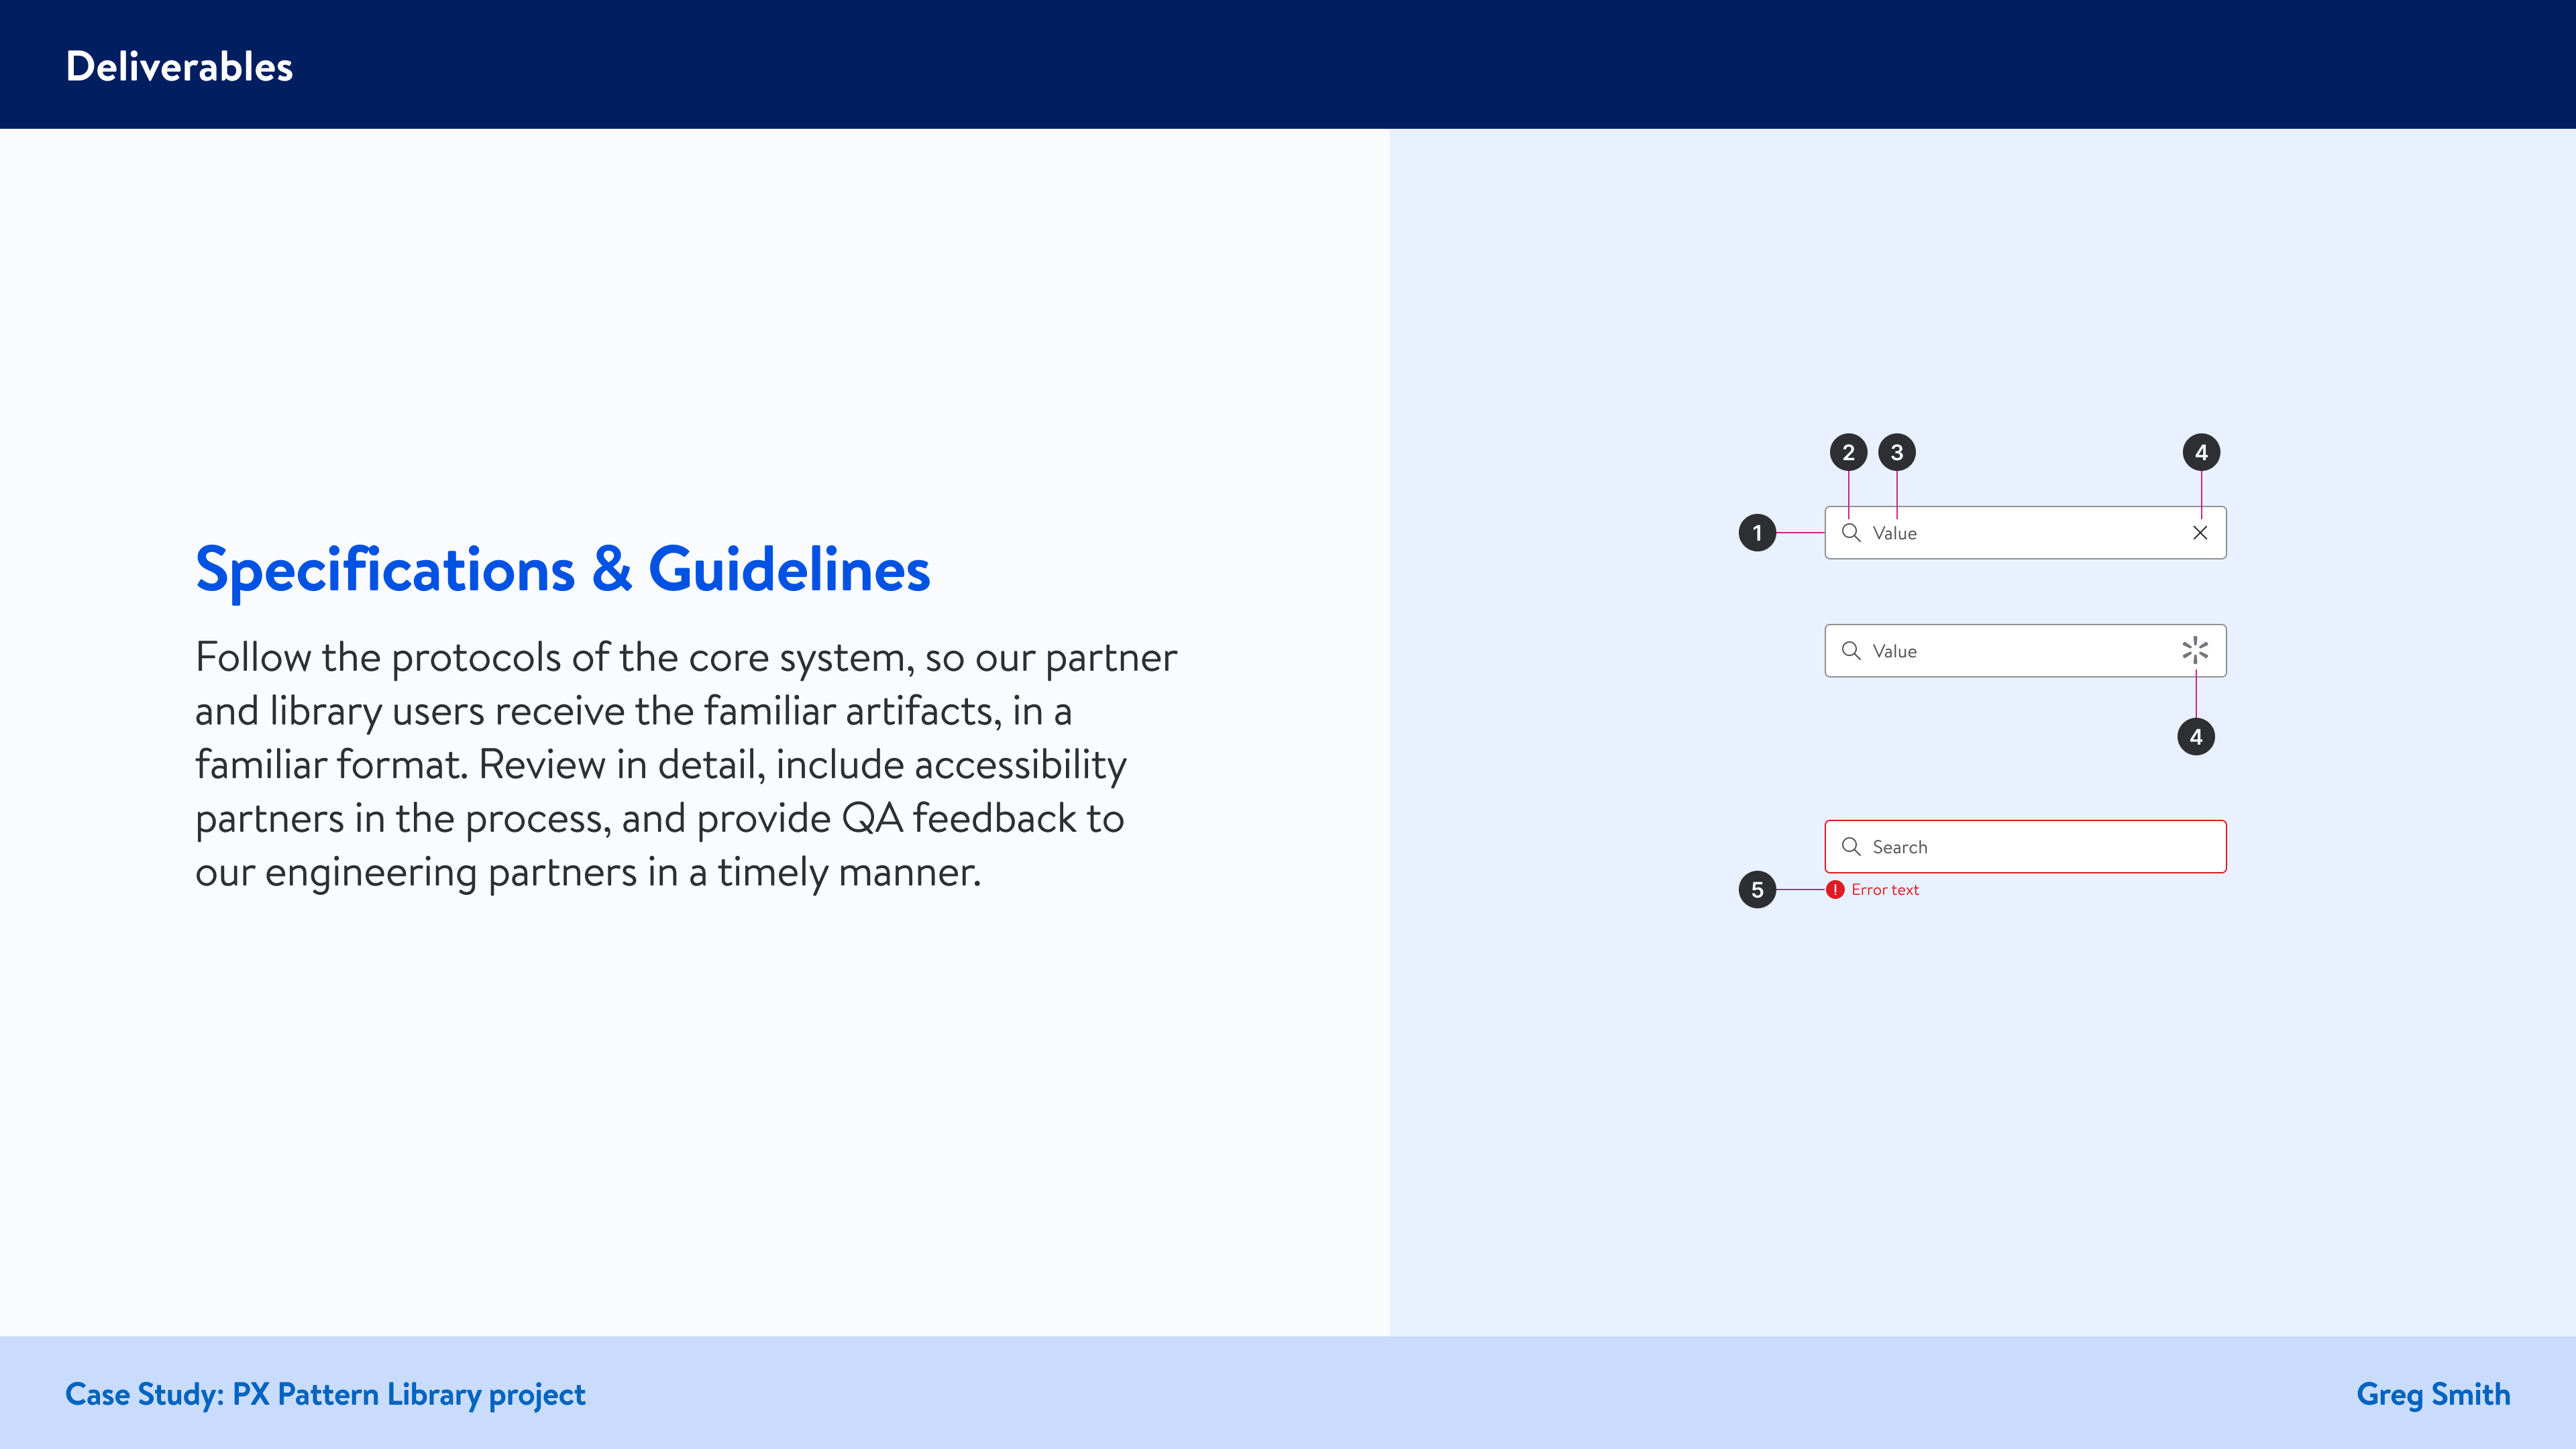 Deliverables
Specifications & Guidelines
Follow the protocols of the core system, so our partner
and library users receive the familiar artifacts, in a
familiar format. Review in detail, include accessibility
partners in the process, and provide QA feedback to
our engineering partners in a timely manner.
2 3 4
1 Value
Value
4
Search
5 ! Error text
Case Study: PX Pattern Library project
Greg Smith